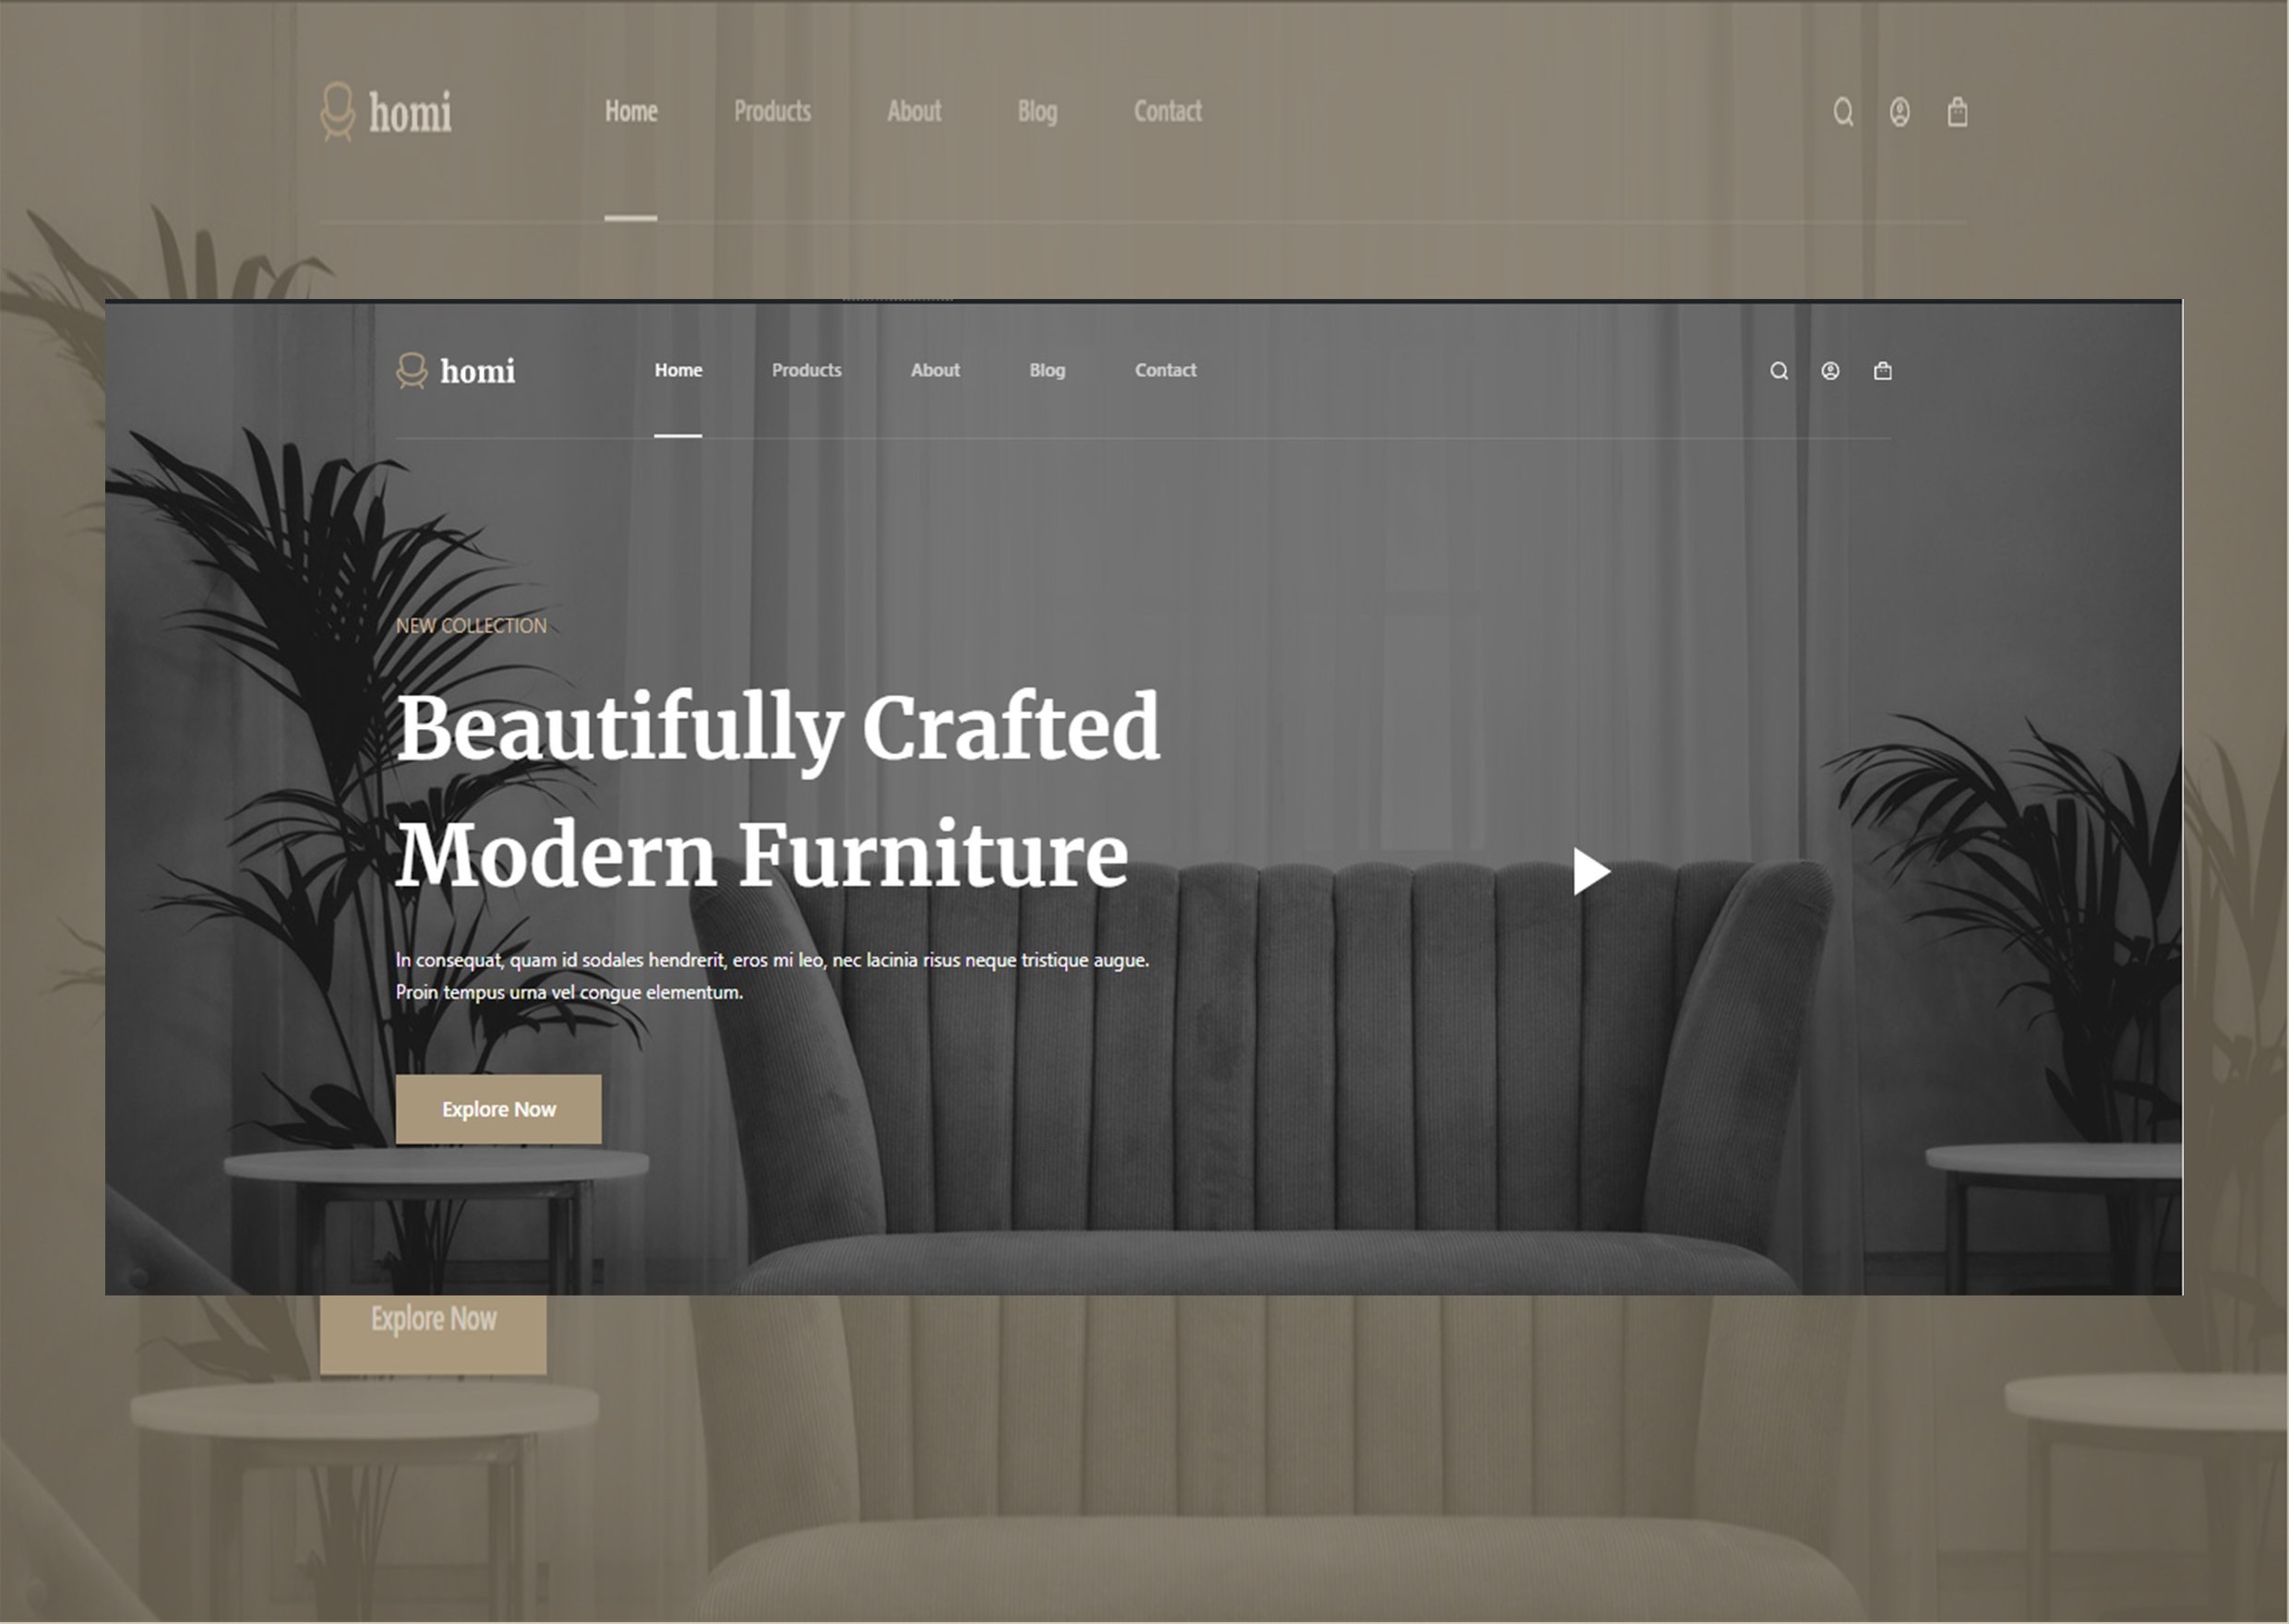 homi
Home Products About Blog Contact
homi
Home Products About Blog Contact
NEW COLLECTION
Beautifully Crafted
Modern Furniture
In consequat, quam id sodales hendrerit, eros mi leo, nec lacinia risus neque tristique augue.
Proin tempus urna vel congue elementum.
Explore Now
Explore Now